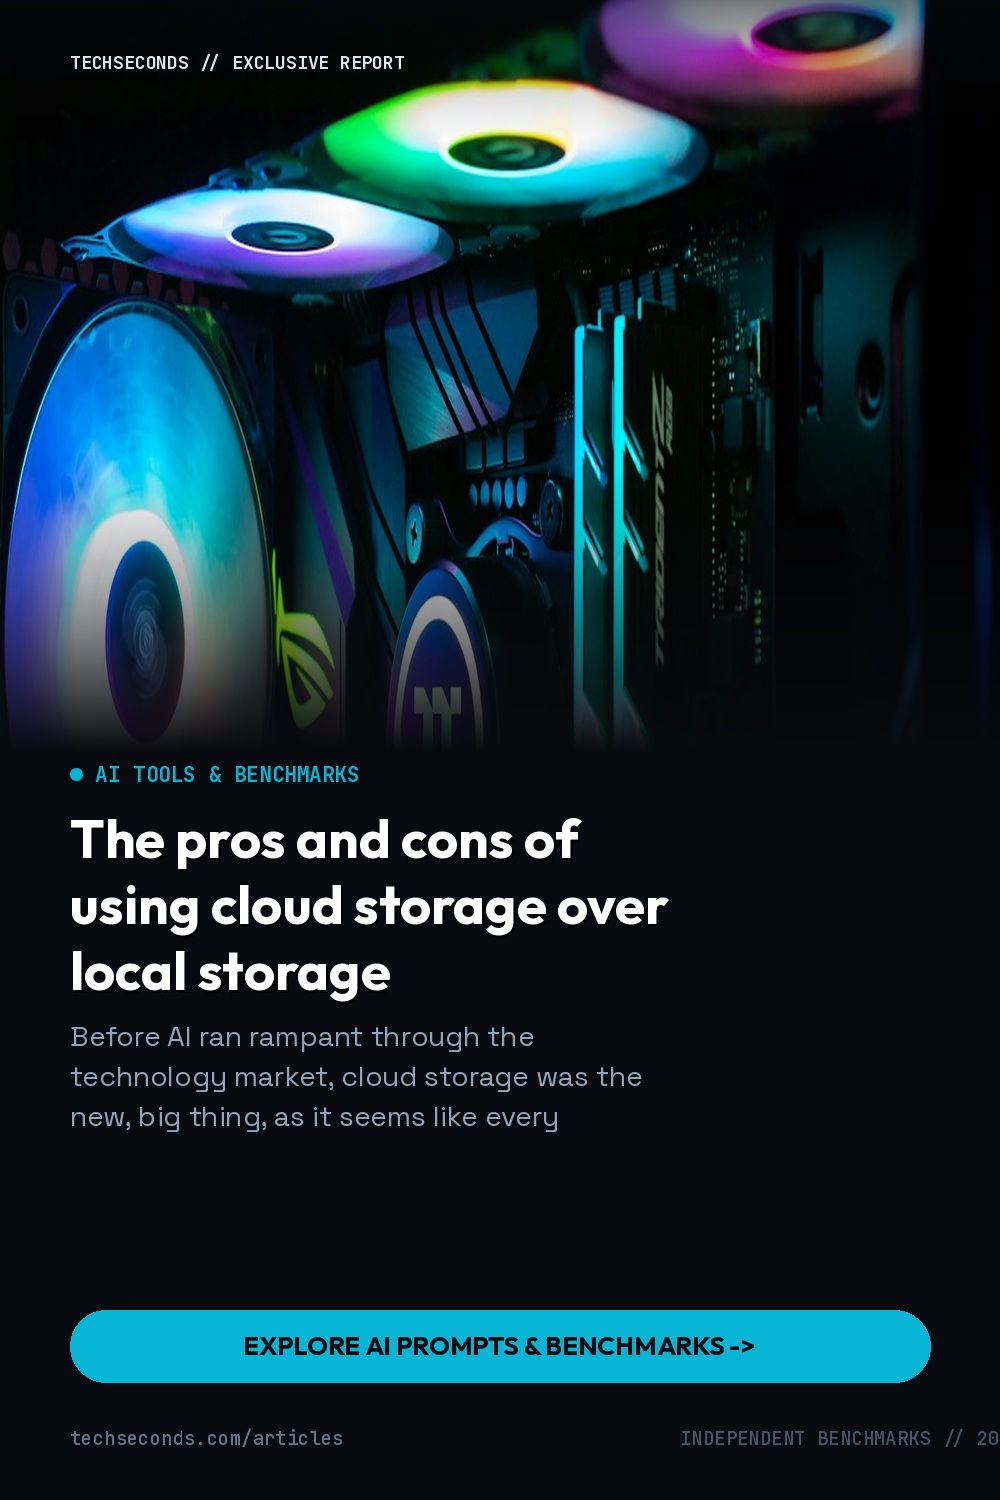 TECHSECONDS // EXCLUSIVE REPORT
TRIDENT Z
RGB
AI TOOLS & BENCHMARKS
The pros and cons of
using cloud storage over
local storage
Before AI ran rampant through the
technology market, cloud storage was the
new, big thing, as it seems like every
EXPLORE AI PROMPTS & BENCHMARKS ->
techseconds.com/articles
INDEPENDENT BENCHMARKS // 20